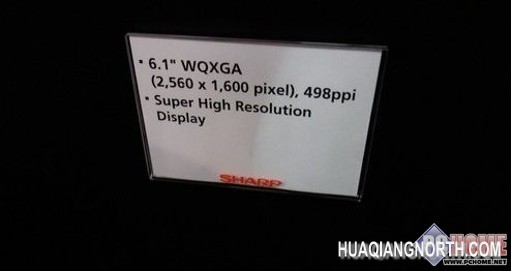 · 6.1" WQXGA
(2,560 x 1,600 pixel), 498ppi
· Super High Resolution
Display
SHARP
PCHOME
HUAQIANGNORTH.COM
WWW.PCHOME.NET